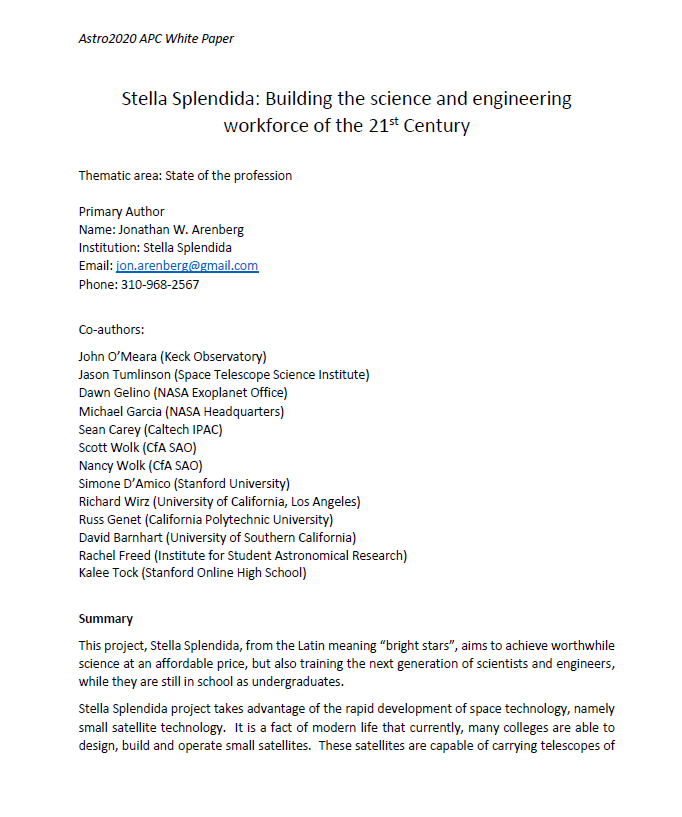 Astro2020 APC White Paper
Stella Splendida: Building the science and engineering
workforce of the 21st Century
Thematic area: State of the profession
Primary Author
Name: Jonathan W. Arenberg
Institution: Stella Splendida
Email: jon.arenberg@gmail.com
Phone: 310-968-2567
Co-authors:
John O’Meara (Keck Observatory)
Jason Tumlinson (Space Telescope Science Institute)
Dawn Gelino (NASA Exoplanet Office)
Michael Garcia (NASA Headquarters)
Sean Carey (Caltech IPAC)
Scott Wolk (CfA SAO)
Nancy Wolk (CfA SAO)
Simone D’Amico (Stanford University)
Richard Wirz (University of California, Los Angeles)
Russ Genet (California Polytechnic University)
David Barnhart (University of Southern California)
Rachel Freed (Institute for Student Astronomical Research)
Kalee Tock (Stanford Online High School)
Summary
This project, Stella Splendida, from the Latin meaning “bright stars”, aims to achieve worthwhile
science at an affordable price, but also training the next generation of scientists and engineers,
while they are still in school as undergraduates.
Stella Splendida project takes advantage of the rapid development of space technology, namely
small satellite technology.  It is a fact of modern life that currently, many colleges are able to
design, build and operate small satellites.  These satellites are capable of carrying telescopes of